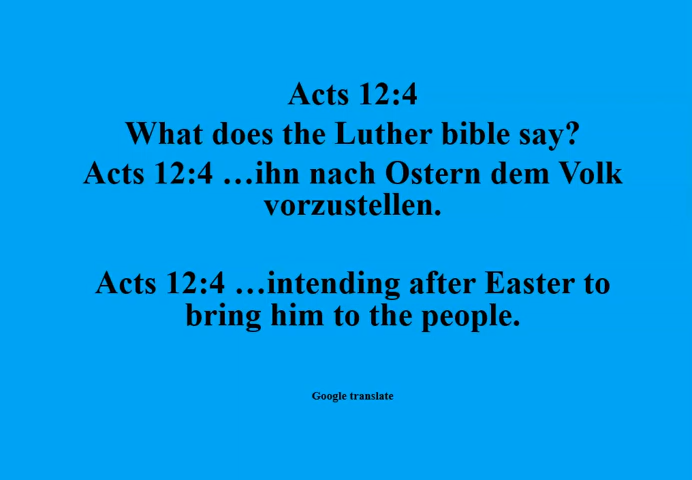 Acts 12:4
What does the Luther bible say?
Acts 12:4 …ihn nach Ostern dem Volk
vorzustellen.
Acts 12:4 …intending after Easter to
bring him to the people.
Google translate